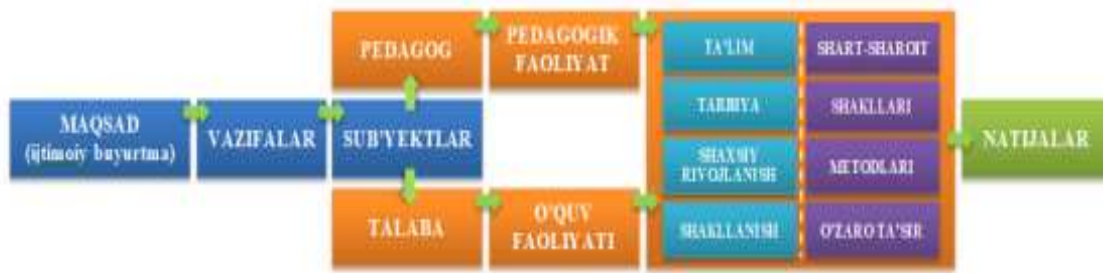 MAQSAD
(ijtimoiy buyurtma)
VAZIFALAR
SUB'YEKTLAR
PEDAGOG
PEDAGOGIK
FAOLIYAT
TALABA
O'QUV
FAOLIYATI
TA'LIM
TARBIYA
SHAXSIY
RIVOJLANISH
SHAKLLANISH
SHART-SHAROIT
SHAKLLARI
METODLARI
O'ZARO TA'SIR
NATIJALAR